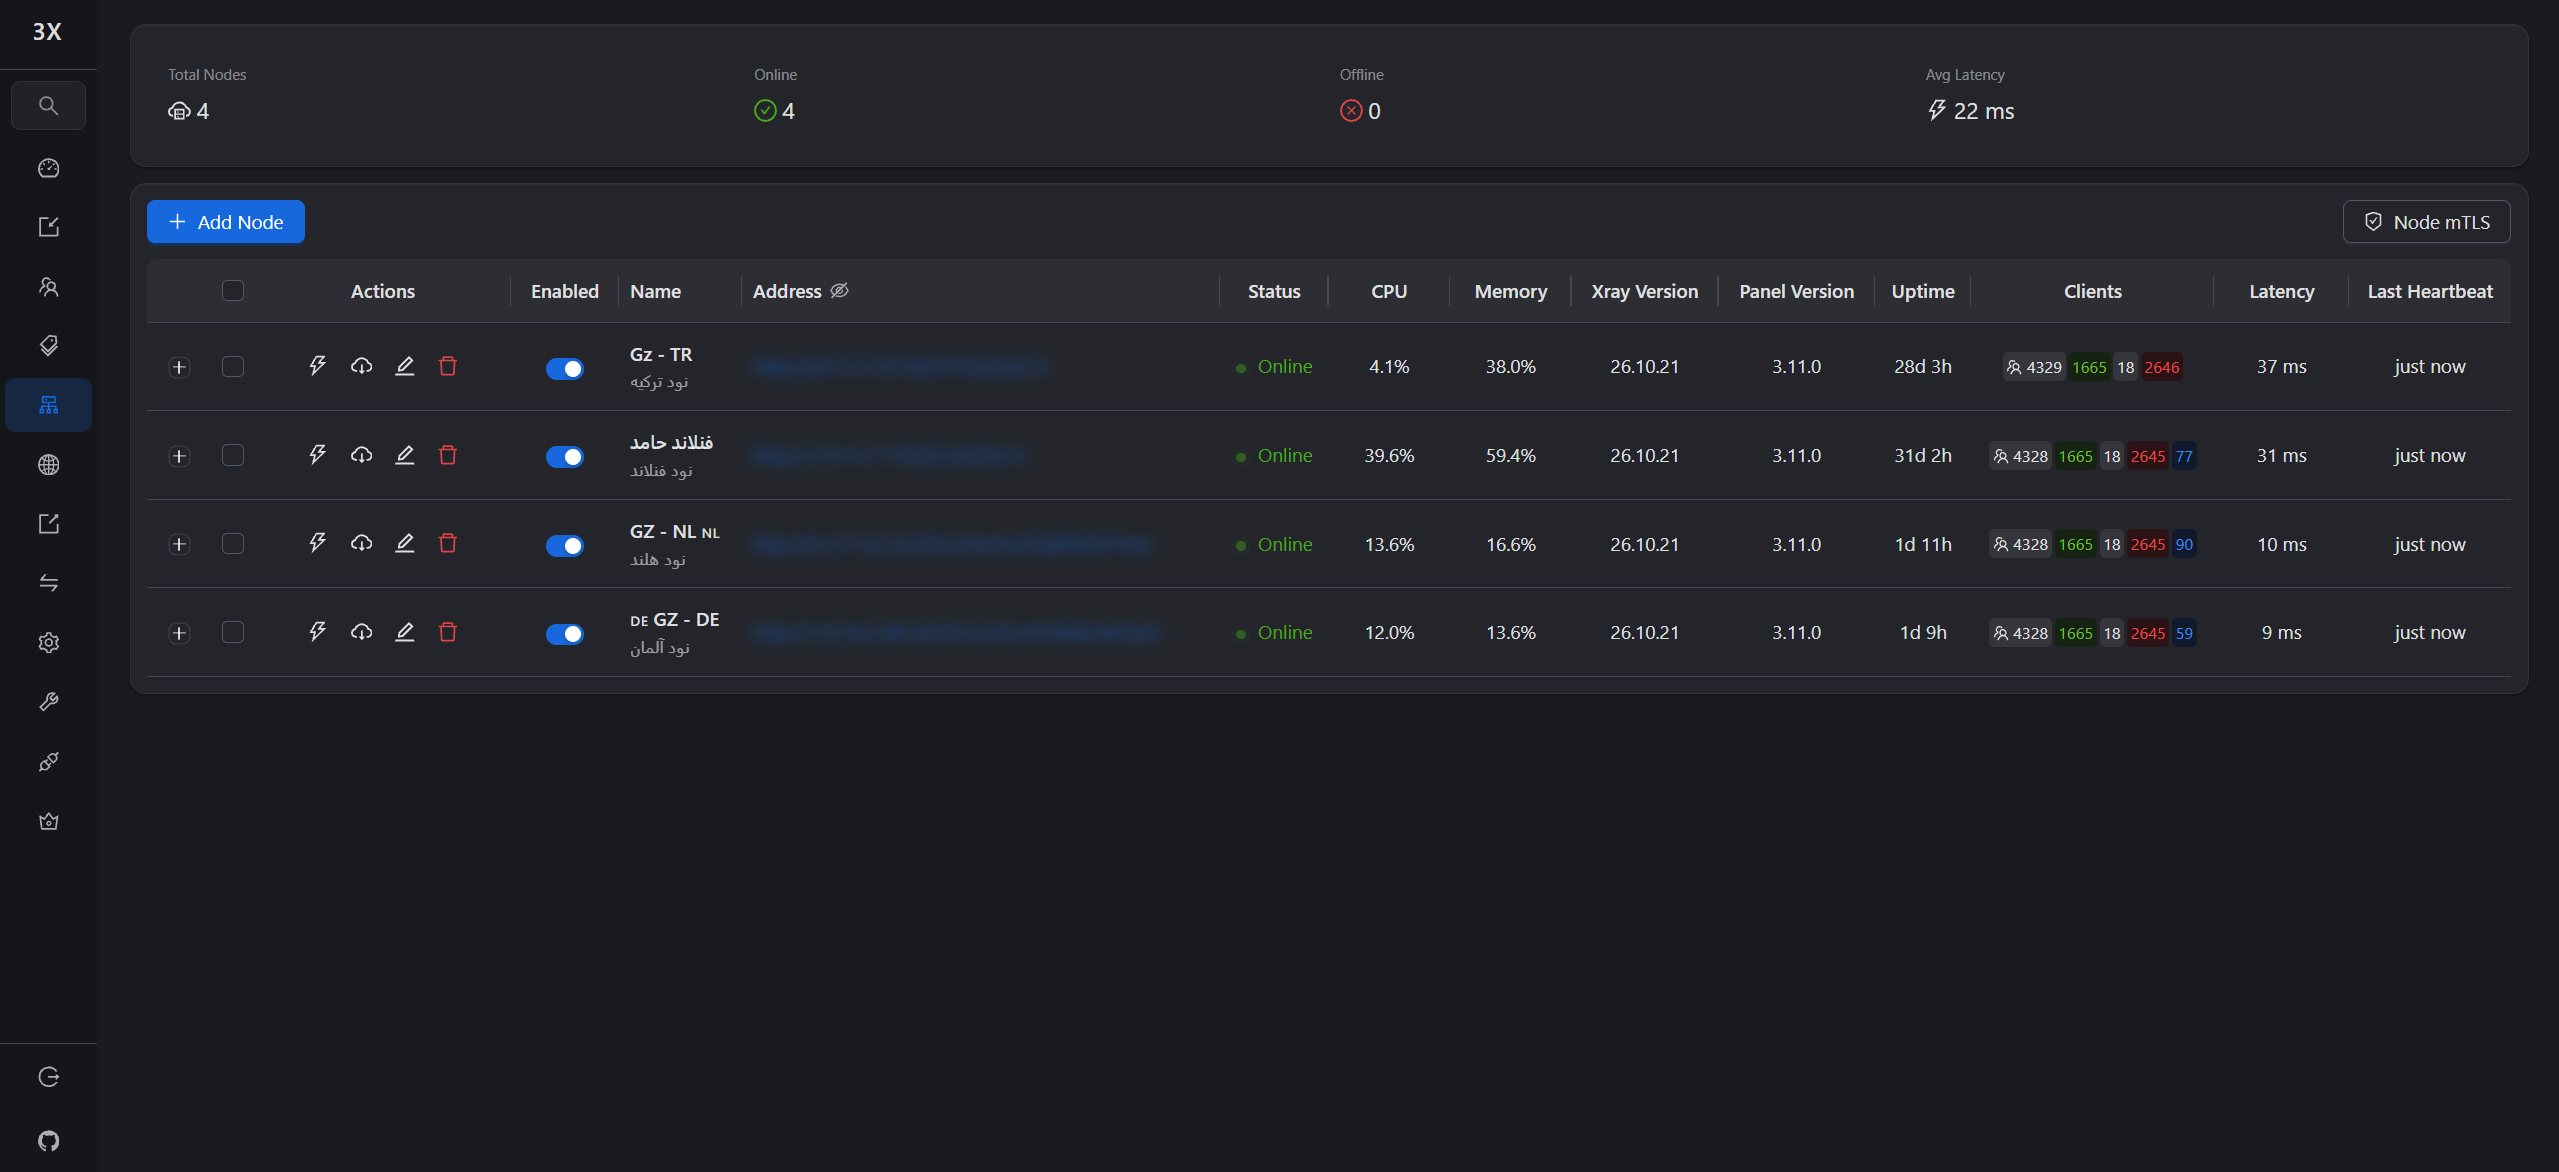 3X
Total Nodes
4
Online
4
Offline
0
Avg Latency
22 ms
Add Node
Node mTLS
Actions Enabled Name Address Status CPU Memory Xray Version Panel Version Uptime Clients Latency Last Heartbeat
Gz - TR
نود ترکیه
Online 4.1% 38.0% 26.10.21 3.11.0 28d 3h 4329 1665 18 2646 37 ms just now
فنلاند حامد
نود فنلاند
Online 39.6% 59.4% 26.10.21 3.11.0 31d 2h 4328 1665 18 2645 77 31 ms just now
GZ - NL NL
نود هلند
Online 13.6% 16.6% 26.10.21 3.11.0 1d 11h 4328 1665 18 2645 90 10 ms just now
DE GZ - DE
نود آلمان
Online 12.0% 13.6% 26.10.21 3.11.0 1d 9h 4328 1665 18 2645 59 9 ms just now